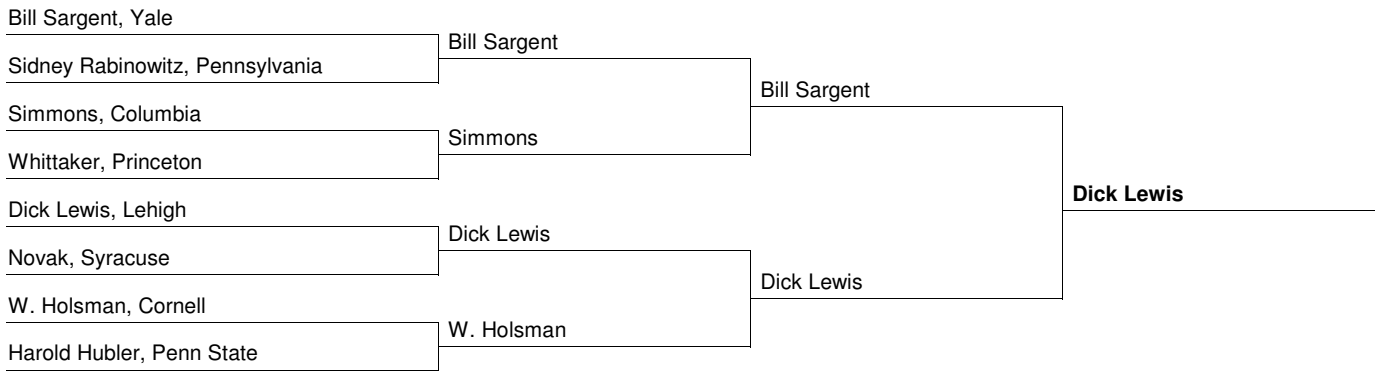 Bill Sargent, Yale
Sidney Rabinowitz, Pennsylvania
Simmons, Columbia
Whittaker, Princeton
Dick Lewis, Lehigh
Novak, Syracuse
W. Holsman, Cornell
Harold Hubler, Penn State
Bill Sargent
Simmons
Dick Lewis
W. Holsman
Bill Sargent
Dick Lewis
Dick Lewis